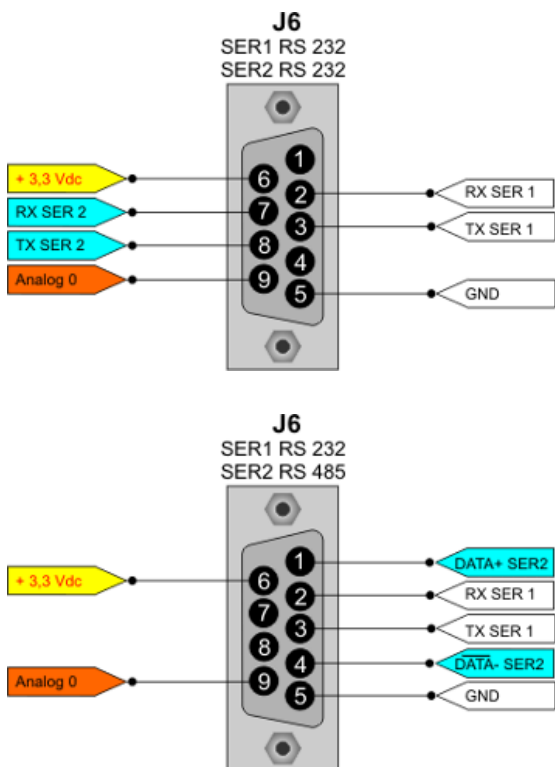 J6
SER1 RS 232
SER2 RS 232
1
+ 3,3 Vdc
6
2
RX SER 1
RX SER 2
7
3
TX SER 1
TX SER 2
8
4
Analog 0
9
5
GND
J6
SER1 RS 232
SER2 RS 485
1
DATA+ SER2
+ 3,3 Vdc
6
2
RX SER 1
7
3
TX SER 1
8
4
DATA- SER2
Analog 0
9
5
GND